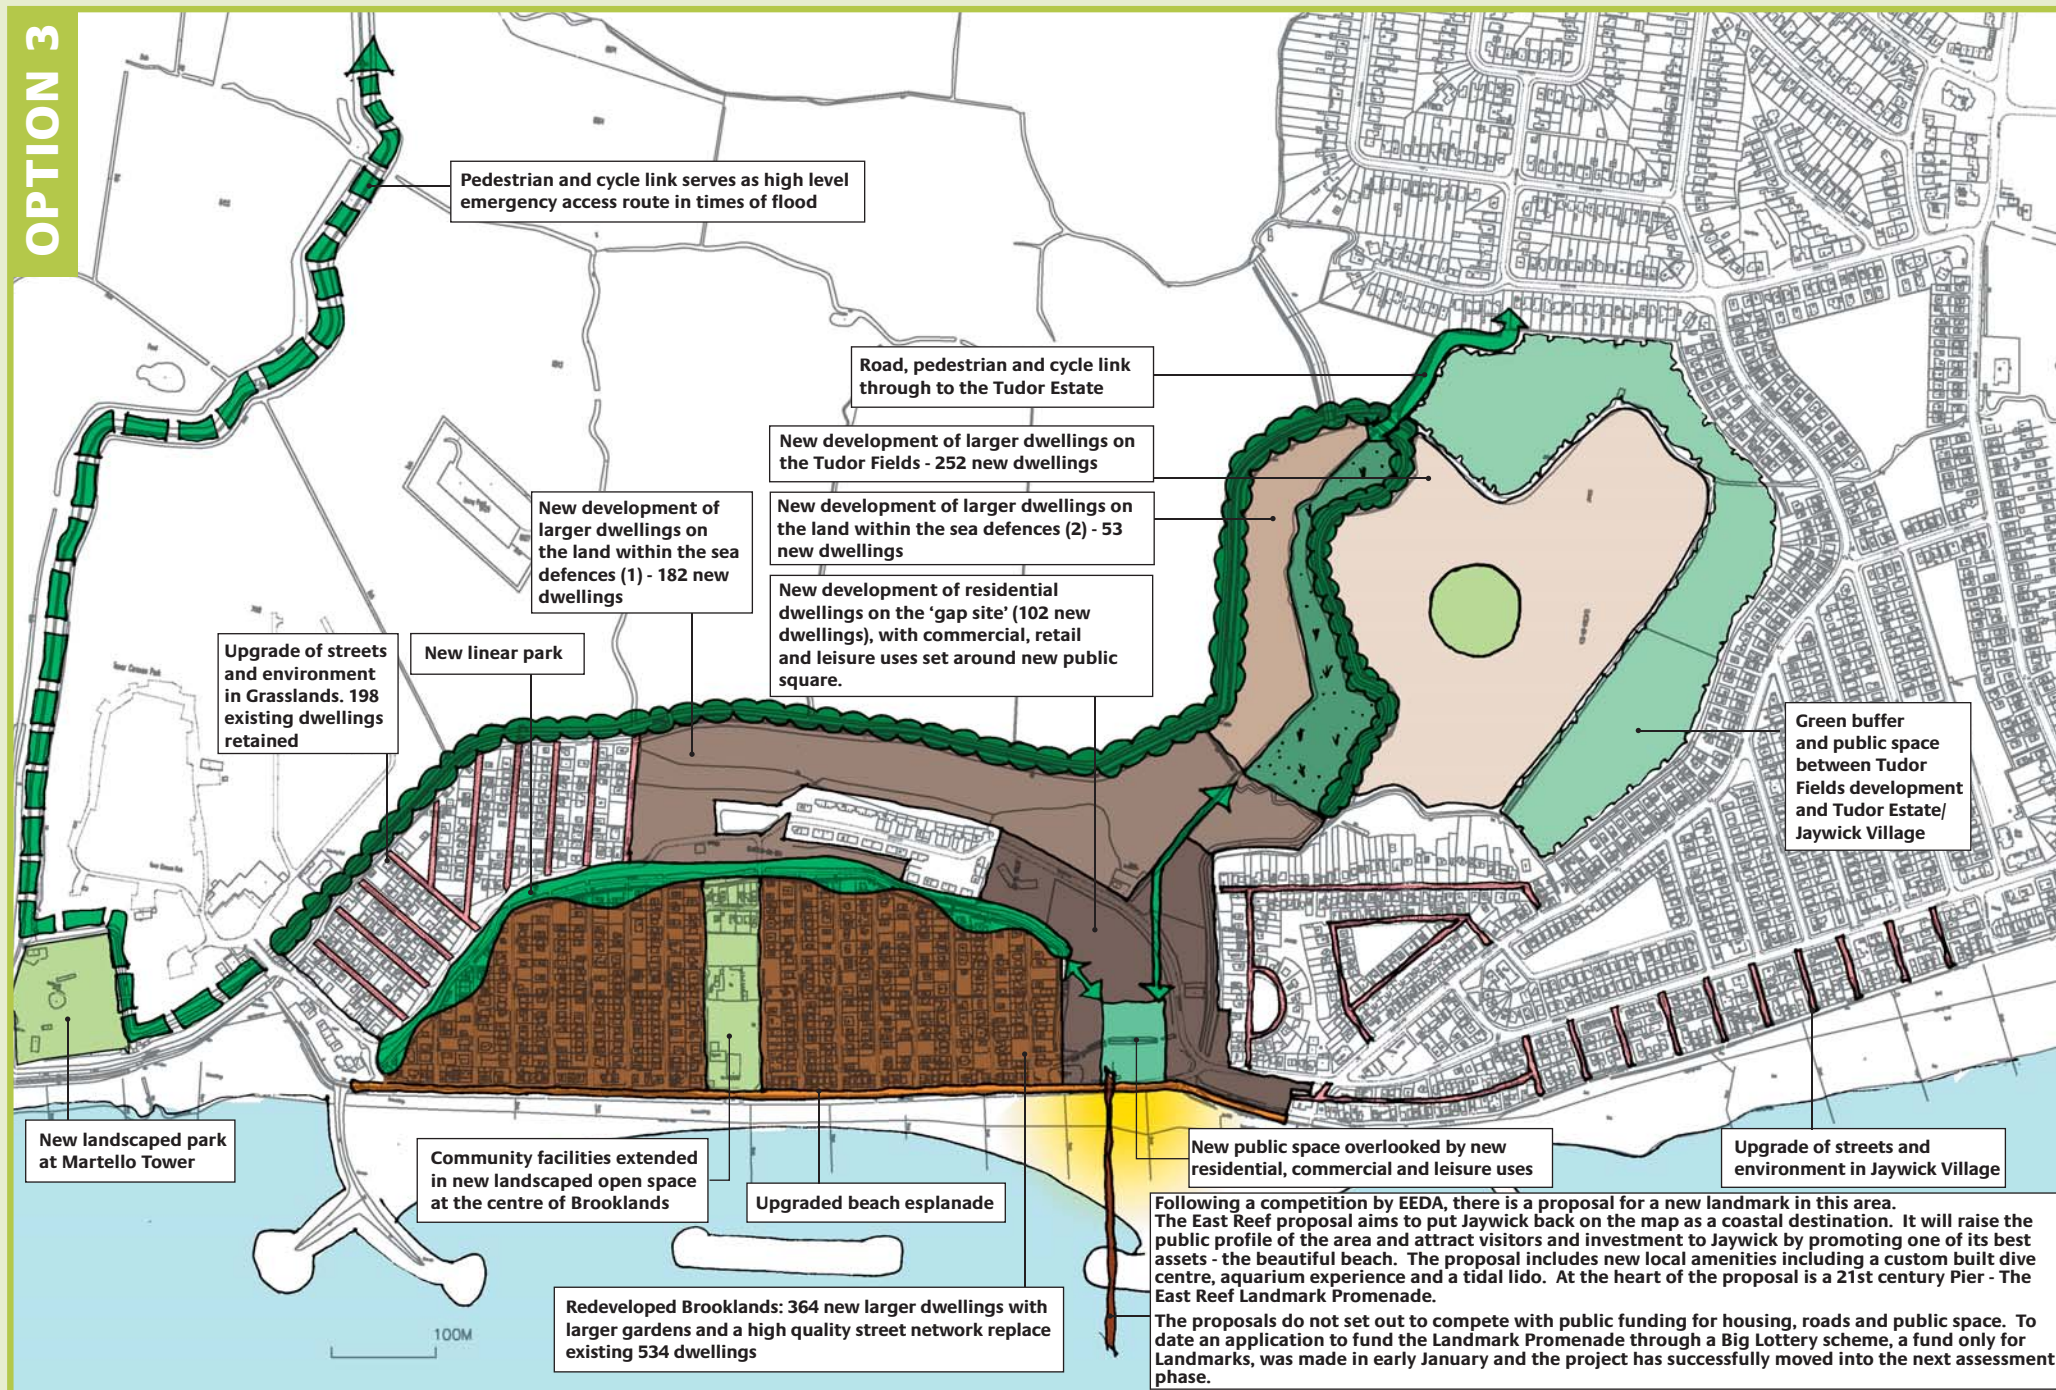 OPTION 3
Pedestrian and cycle link serves as high level
emergency access route in times of flood
Road, pedestrian and cycle link
through to the Tudor Estate
New development of larger dwellings on
the Tudor Fields - 252 new dwellings
New development of larger dwellings on
the land within the sea defences (2) - 53
new dwellings
New development of
larger dwellings on
the land within the sea
defences (1) - 182 new
dwellings
New development of residential
dwellings on the ‘gap site’ (102 new
dwellings), with commercial, retail
and leisure uses set around new public
square.
Upgrade of streets
and environment
in Grasslands. 198
existing dwellings
retained
New linear park
Green buffer
and public space
between Tudor
Fields development
and Tudor Estate/
Jaywick Village
New landscaped park
at Martello Tower
Community facilities extended
in new landscaped open space
at the centre of Brooklands
Upgraded beach esplanade
New public space overlooked by new
residential, commercial and leisure uses
Upgrade of streets and
environment in Jaywick Village
Redeveloped Brooklands: 364 new larger dwellings with
larger gardens and a high quality street network replace
existing 534 dwellings
Following a competition by EEDA, there is a proposal for a new landmark in this area.
The East Reef proposal aims to put Jaywick back on the map as a coastal destination. It will raise the
public profile of the area and attract visitors and investment to Jaywick by promoting one of its best
assets - the beautiful beach. The proposal includes new local amenities including a custom built dive
centre, aquarium experience and a tidal lido. At the heart of the proposal is a 21st century Pier - The
East Reef Landmark Promenade.
The proposals do not set out to compete with public funding for housing, roads and public space. To
date an application to fund the Landmark Promenade through a Big Lottery scheme, a fund only for
Landmarks, was made in early January and the project has successfully moved into the next assessment
phase.
100M